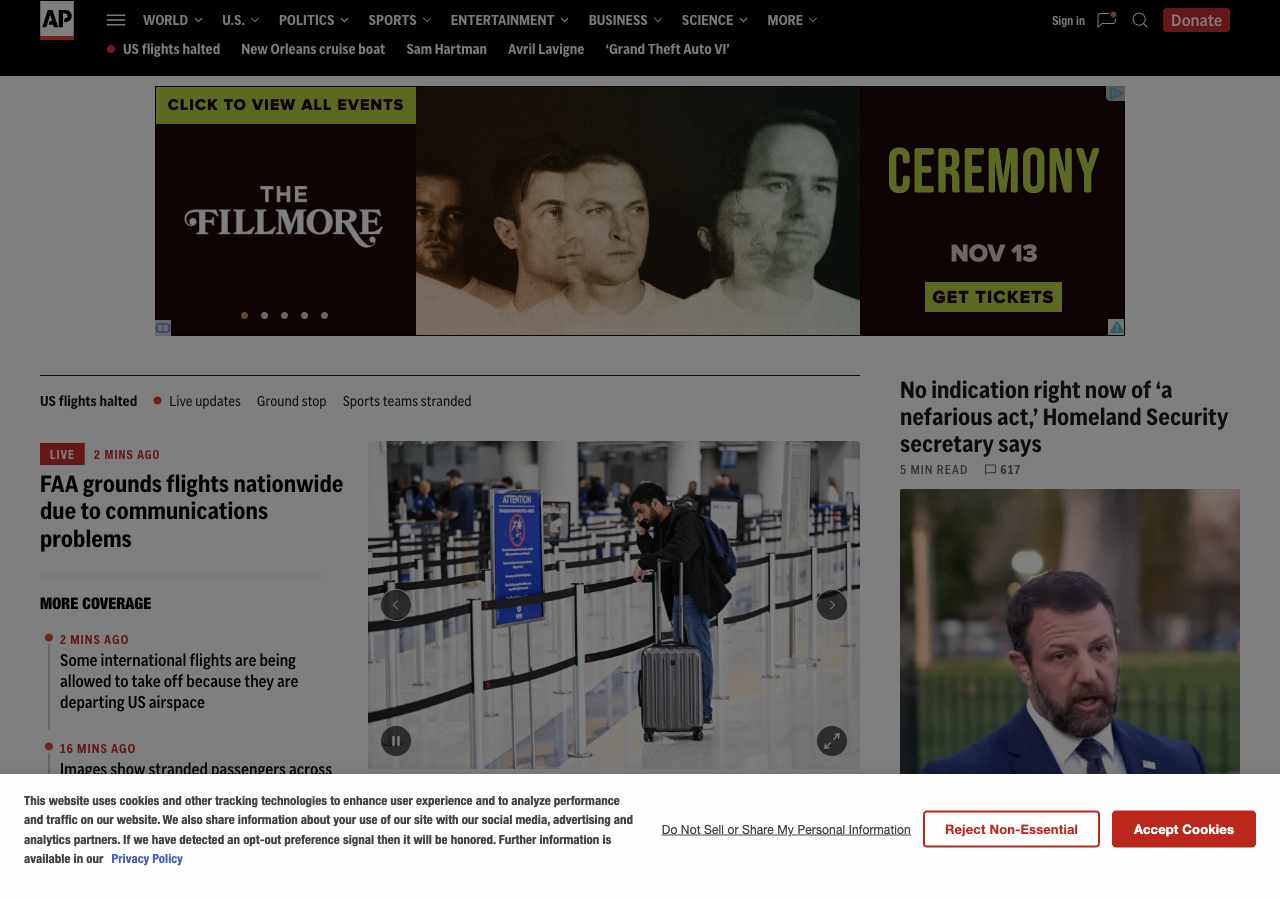 AP
WORLD
U.S.
POLITICS
SPORTS
ENTERTAINMENT
BUSINESS
SCIENCE
MORE
Sign in
Donate
US flights halted
New Orleans cruise boat
Sam Hartman
Avril Lavigne
‘Grand Theft Auto VI’
CLICK TO VIEW ALL EVENTS
THE
FILLMORE
CEREMONY
NOV 13
GET TICKETS
US flights halted
Live updates
Ground stop
Sports teams stranded
LIVE
2 MINS AGO
FAA grounds flights nationwide
due to communications
problems
MORE COVERAGE
2 MINS AGO
Some international flights are being
allowed to take off because they are
departing US airspace
16 MINS AGO
Images show stranded passengers across
ATTENTION
No indication right now of ‘a
nefarious act,’ Homeland Security
secretary says
5 MIN READ
617
This website uses cookies and other tracking technologies to enhance user experience and to analyze performance
and traffic on our website. We also share information about your use of our site with our social media, advertising and
analytics partners. If we have detected an opt-out preference signal then it will be honored. Further information is
available in our Privacy Policy
Do Not Sell or Share My Personal Information
Reject Non-Essential
Accept Cookies